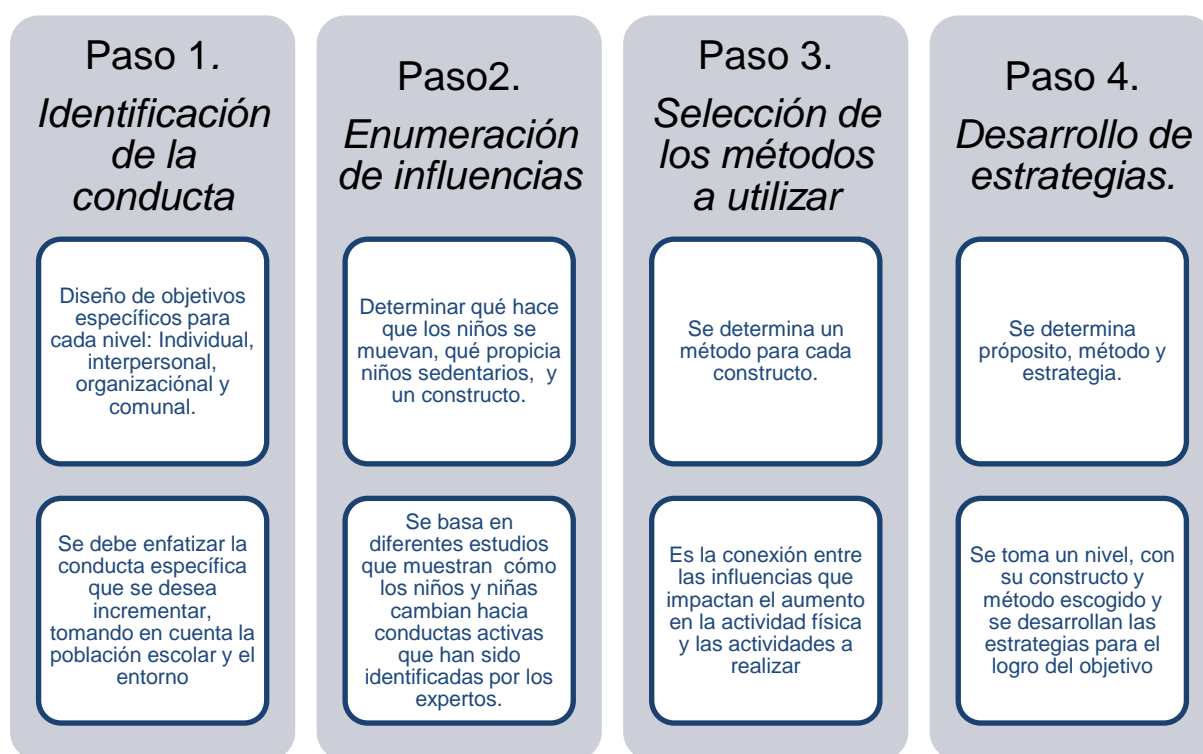 Paso 1.
Identificación
de la
conducta
Diseño de objetivos
específicos para
cada nivel: Individual,
interpersonal,
organizaciónal y
comunal.
Se debe enfatizar la
conducta específica
que se desea
incrementar,
tomando en cuenta la
población escolar y el
entorno
Paso2.
Enumeración
de influencias
Determinar qué hace
que los niños se
muevan, qué propicia
niños sedentarios, y
un constructo.
Se basa en
diferentes estudios
que muestran cómo
los niños y niñas
cambian hacia
conductas activas
que han sido
identificadas por los
expertos.
Paso 3.
Selección de
los métodos
a utilizar
Se determina un
método para cada
constructo.
Es la conexión entre
las influencias que
impactan el aumento
en la actividad física
y las actividades a
realizar
Paso 4.
Desarrollo de
estrategias.
Se determina
próposito, método y
estrategia.
Se toma un nivel, con
su constructo y
método escogido y
se desarrollan las
estrategias para el
logro del objetivo